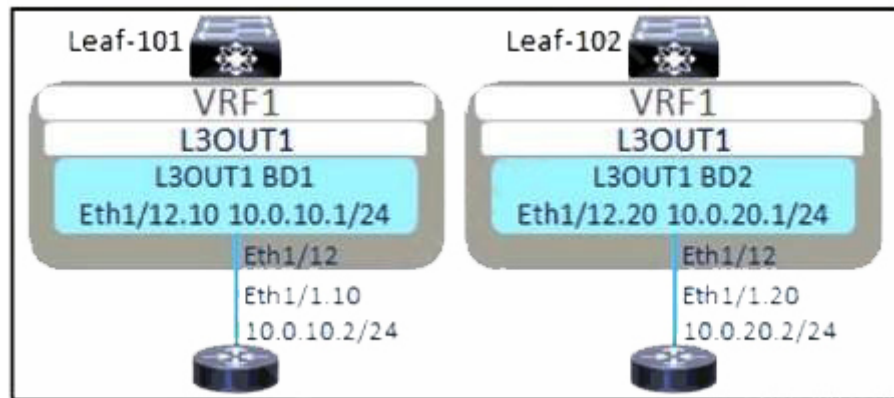 Leaf-101
VRF1
L3OUT1
L3OUT1 BD1
Eth1/12.10 10.0.10.1/24
Eth1/12
Eth1/1.10
10.0.10.2/24
Leaf-102
VRF1
L3OUT1
L3OUT1 BD2
Eth1/12.20 10.0.20.1/24
Eth1/12
Eth1/1.20
10.0.20.2/24